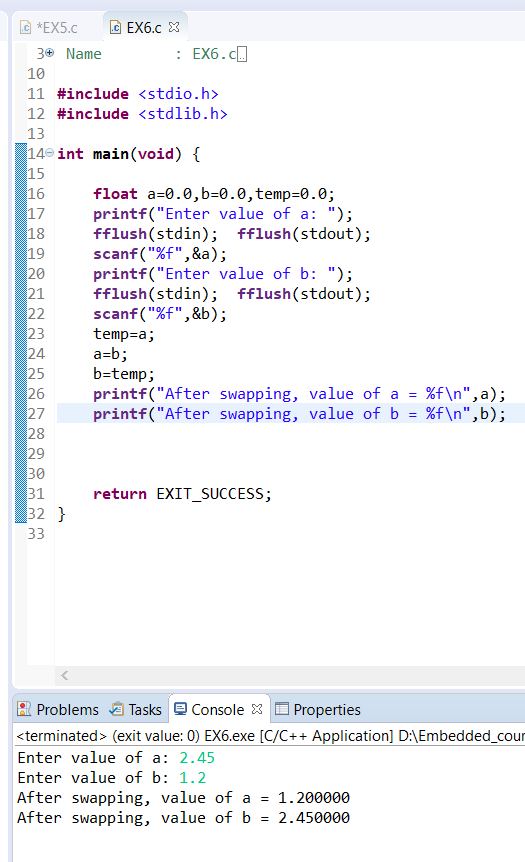 *EX5.c EX6.c
3 Name : EX6.c
10
11 #include <stdio.h>
12 #include <stdlib.h>
13
14 int main(void) {
15
16 float a=0.0,b=0.0,temp=0.0;
17 printf("Enter value of a: ");
18 fflush(stdin); fflush(stdout);
19 scanf("%f",&a);
20 printf("Enter value of b: ");
21 fflush(stdin); fflush(stdout);
22 scanf("%f",&b);
23 temp=a;
24 a=b;
25 b=temp;
26 printf("After swapping, value of a = %f\n",a);
27 printf("After swapping, value of b = %f\n",b);
28
29
30
31 return EXIT_SUCCESS;
32 }
33
Problems Tasks Console Properties
<terminated> (exit value: 0) EX6.exe [C/C++ Application] D:\Embedded_cour
Enter value of a: 2.45
Enter value of b: 1.2
After swapping, value of a = 1.200000
After swapping, value of b = 2.450000